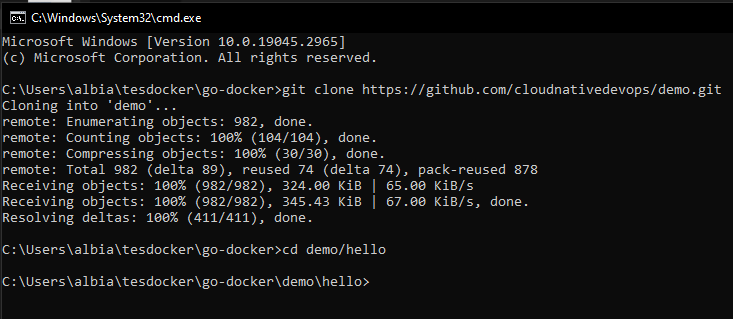 C:\Windows\System32\cmd.exe
Microsoft Windows [Version 10.0.19045.2965]
(c) Microsoft Corporation. All rights reserved.
C:\Users\albia\tesdocker\go-docker>git clone https://github.com/cloudnativedevops/demo.git
Cloning into 'demo'...
remote: Enumerating objects: 982, done.
remote: Counting objects: 100% (104/104), done.
remote: Compressing objects: 100% (30/30), done.
remote: Total 982 (delta 89), reused 74 (delta 74), pack-reused 878
Receiving objects: 100% (982/982), 324.00 KiB | 65.00 KiB/s
Receiving objects: 100% (982/982), 345.43 KiB | 67.00 KiB/s, done.
Resolving deltas: 100% (411/411), done.
C:\Users\albia\tesdocker\go-docker>cd demo/hello
C:\Users\albia\tesdocker\go-docker\demo\hello>